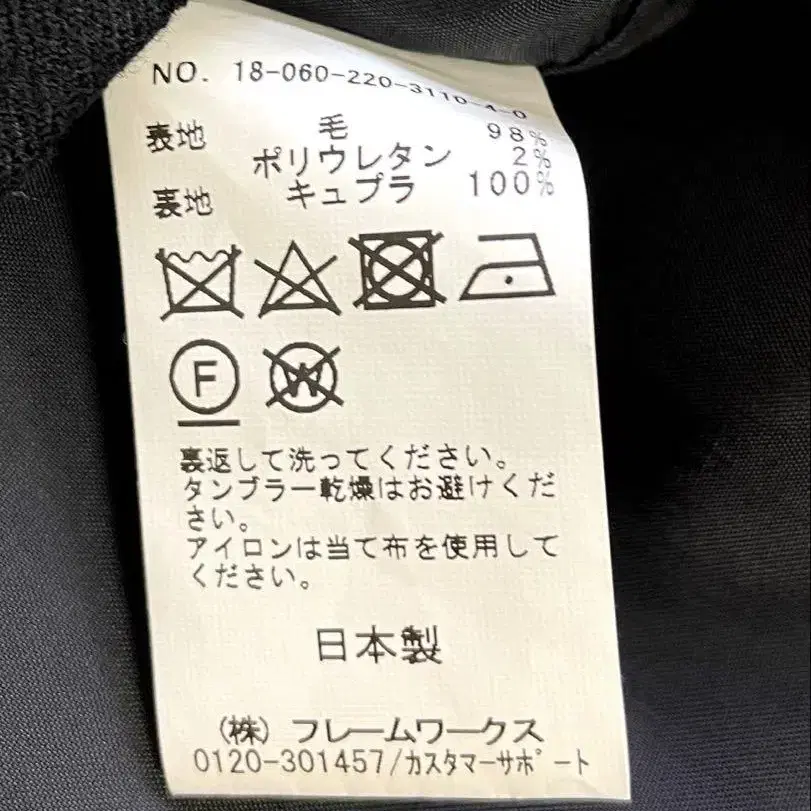 NO. 18-060-220-3110-4-0
表地 毛 98%
ポリウレタン 2%
裏地 キュプラ 100%
F W
裏返して洗ってください。
タンブラー乾燥はお避けくだ
さい。
アイロンは当て布を使用して
ください。
日本製
(株) フレームワークス
0120-301457/カスタマーサポート